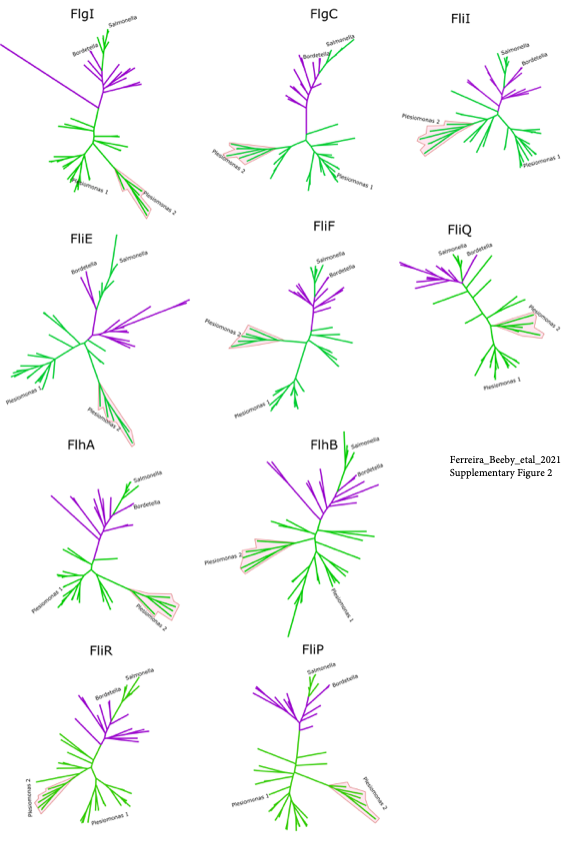 FlgI
Salmonella
Bordetella
Plesiomonas 1
Plesiomonas 2
FlgC
Salmonella
Bordetella
Plesiomonas 2
Plesiomonas 1
FliI
Salmonella
Bordetella
Plesiomonas 2
Plesiomonas 1
FliE
Bordetella
Salmonella
Plesiomonas 1
Plesiomonas 2
FliF
Salmonella
Bordetella
Plesiomonas 2
Plesiomonas 1
FliQ
Salmonella
Bordetella
Plesiomonas 2
Plesiomonas 1
FlhA
Salmonella
Bordetella
Plesiomonas 1
Plesiomonas 2
FlhB
Salmonella
Bordetella
Plesiomonas 2
Plesiomonas 1
Ferreira_Beeby_etal_2021
Supplementary Figure 2
FliR
Salmonella
Bordetella
Plesiomonas 2
Plesiomonas 1
FliP
Salmonella
Bordetella
Plesiomonas 1
Plesiomonas 2